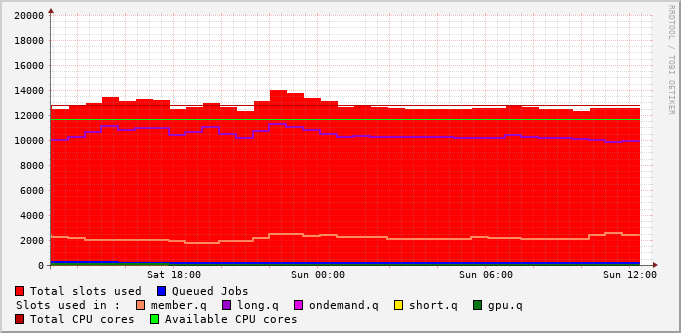 RRDTOOL / TOBI OETIKER
20000
18000
16000
14000
12000
10000
8000
6000
4000
2000
0
Sat 18:00 Sun 00:00 Sun 06:00 Sun 12:00
Total slots used Queued Jobs
Slots used in : member.q long.q ondemand.q short.q gpu.q
Total CPU cores Available CPU cores